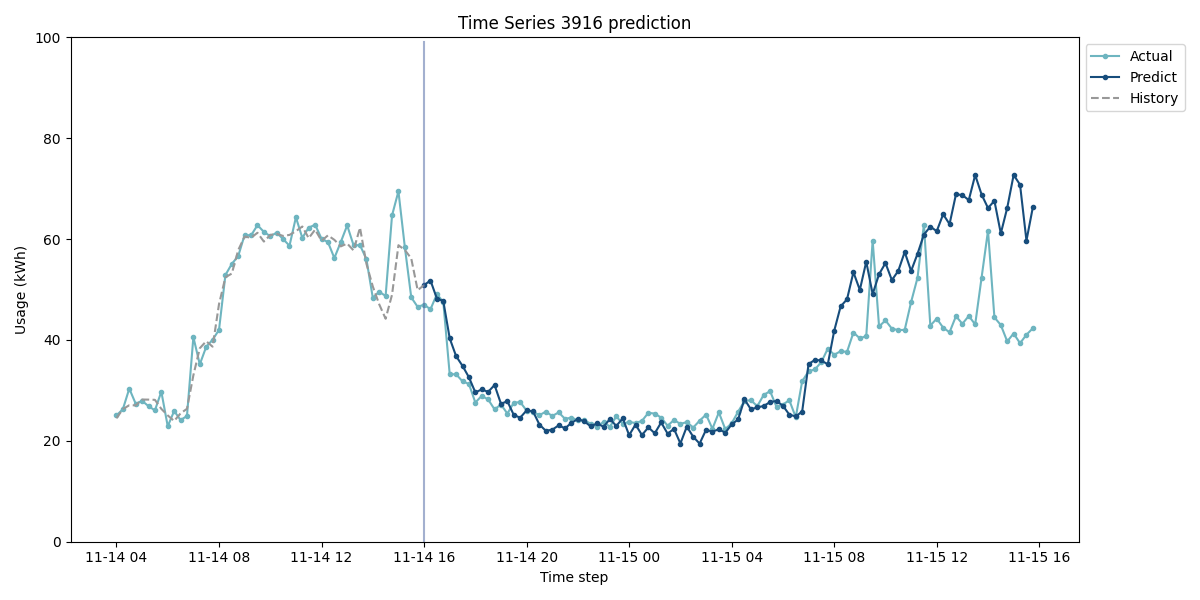 Time Series 3916 prediction
100
80
60
40
20
0
Usage (kWh)
11-14 04
11-14 08
11-14 12
11-14 16
11-14 20
11-15 00
11-15 04
11-15 08
11-15 12
11-15 16
Time step
Actual
Predict
History